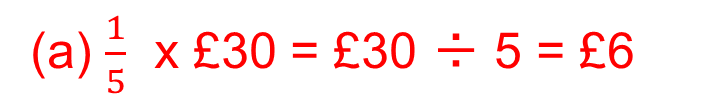 (a) 1/5 x £30 = £30 ÷ 5 = £6